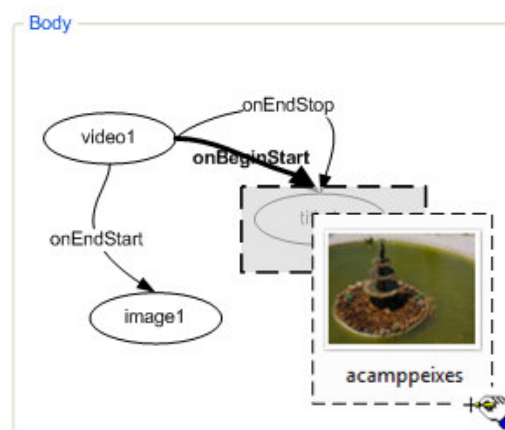 Body
onEndStop
video1
onBeginStart
onEndStart
image1
acamppeixes